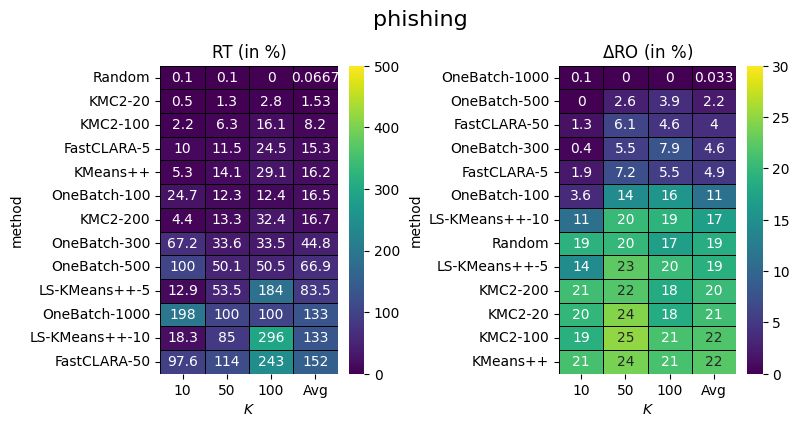 phishing
RT (in %)
method
Random 0.1 0.1 0 0.0667
KMC2-20 0.5 1.3 2.8 1.53
KMC2-100 2.2 6.3 16.1 8.2
FastCLARA-5 10 11.5 24.5 15.3
KMeans++ 5.3 14.1 29.1 16.2
OneBatch-100 24.7 12.3 12.4 16.5
KMC2-200 4.4 13.3 32.4 16.7
OneBatch-300 67.2 33.6 33.5 44.8
OneBatch-500 100 50.1 50.5 66.9
LS-KMeans++-5 12.9 53.5 184 83.5
OneBatch-1000 198 100 100 133
LS-KMeans++-10 18.3 85 296 133
FastCLARA-50 97.6 114 243 152
10 50 100 Avg
K
500
400
300
200
100
0
ΔRO (in %)
method
OneBatch-1000 0.1 0 0 0.033
OneBatch-500 0 2.6 3.9 2.2
FastCLARA-50 1.3 6.1 4.6 4
OneBatch-300 0.4 5.5 7.9 4.6
FastCLARA-5 1.9 7.2 5.5 4.9
OneBatch-100 3.6 14 16 11
LS-KMeans++-10 11 20 19 17
Random 19 20 17 19
LS-KMeans++-5 14 23 20 19
KMC2-200 21 22 18 20
KMC2-20 20 24 18 21
KMC2-100 19 25 21 22
KMeans++ 21 24 21 22
10 50 100 Avg
K
30
25
20
15
10
5
0